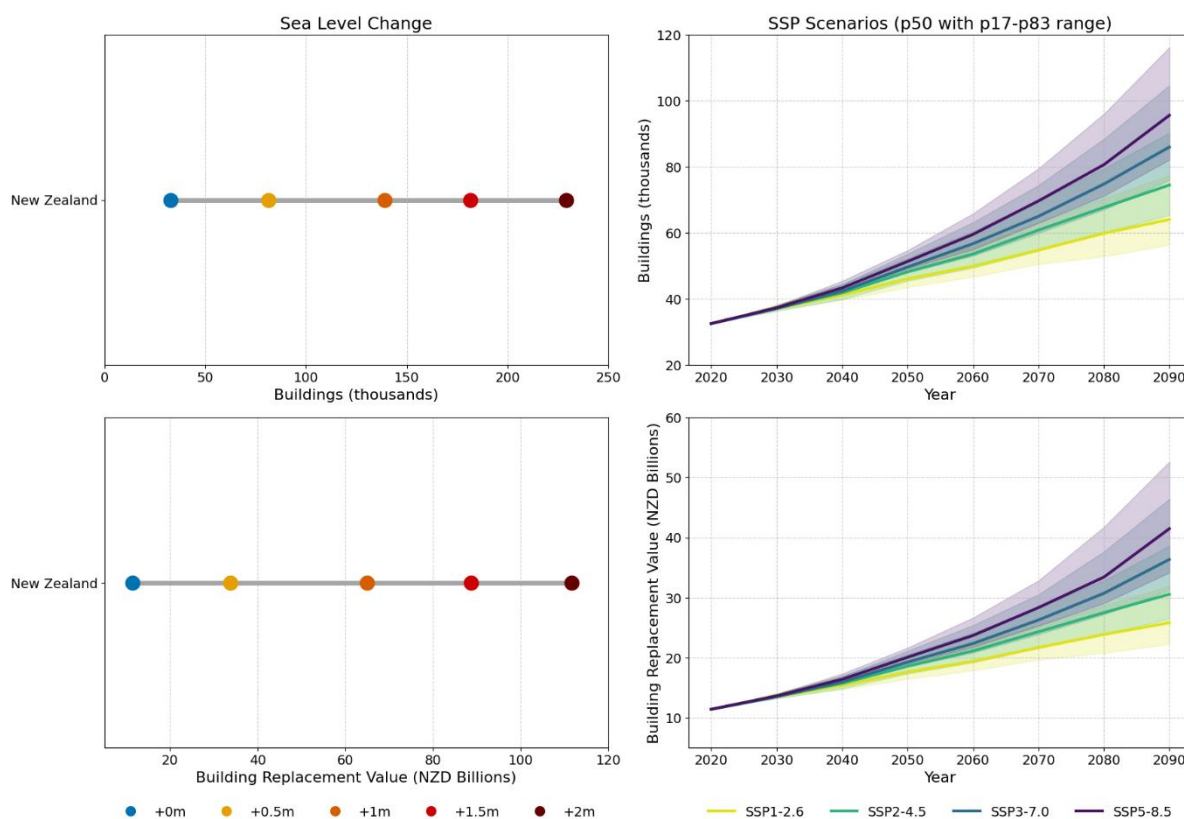 Sea Level Change
New Zealand
0 50 100 150 200 250
Buildings (thousands)
SSP Scenarios (p50 with p17-p83 range)
Buildings (thousands)
120
100
80
60
40
20
2020 2030 2040 2050 2060 2070 2080 2090
Year
New Zealand
20 40 60 80 100 120
Building Replacement Value (NZD Billions)
+0m +0.5m +1m +1.5m +2m
Building Replacement Value (NZD Billions)
60
50
40
30
20
10
2020 2030 2040 2050 2060 2070 2080 2090
Year
SSP1-2.6 SSP2-4.5 SSP3-7.0 SSP5-8.5